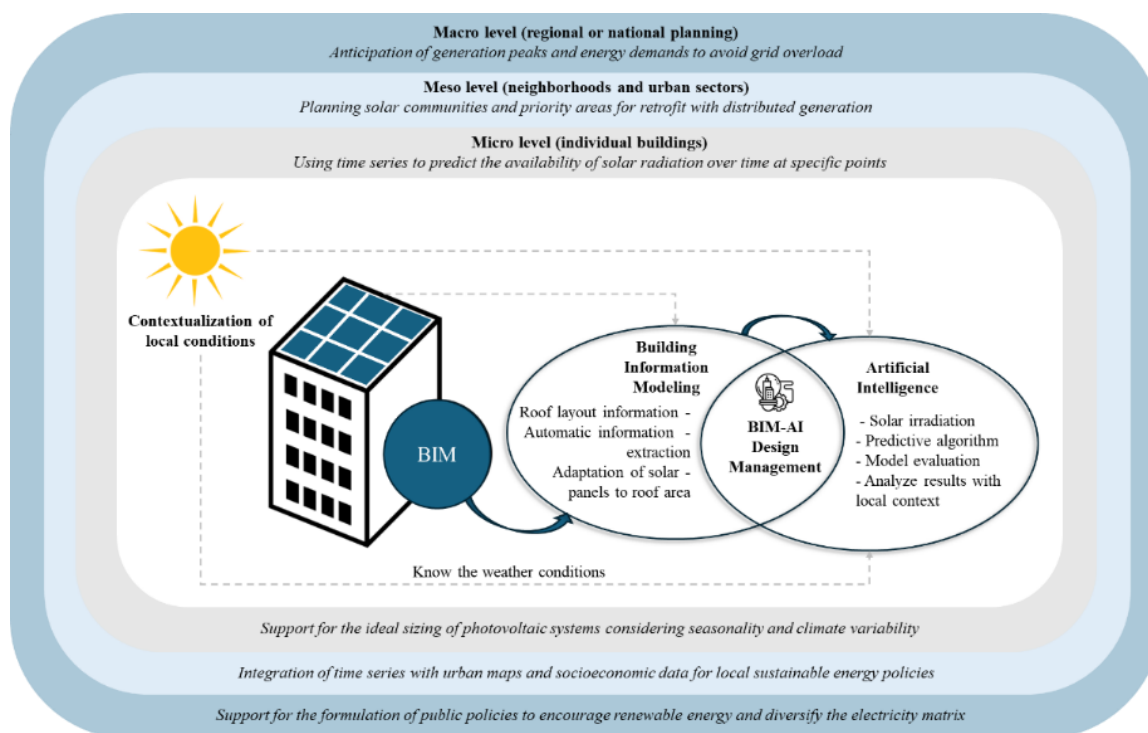 Macro level (regional or national planning)
Anticipation of generation peaks and energy demands to avoid grid overload
Meso level (neighborhoods and urban sectors)
Planning solar communities and priority areas for retrofit with distributed generation
Micro level (individual buildings)
Using time series to predict the availability of solar radiation over time at specific points
Contextualization of
local conditions
BIM
Building
Information
Modeling
Roof layout information -
Automatic information -
extraction
Adaptation of solar -
panels to roof area
BIM-AI
Design
Management
Artificial
Intelligence
- Solar irradiation
- Predictive algorithm
- Model evaluation
- Analyze results with
local context
Know the weather conditions
Support for the ideal sizing of photovoltaic systems considering seasonality and climate variability
Integration of time series with urban maps and socioeconomic data for local sustainable energy policies
Support for the formulation of public policies to encourage renewable energy and diversify the electricity matrix